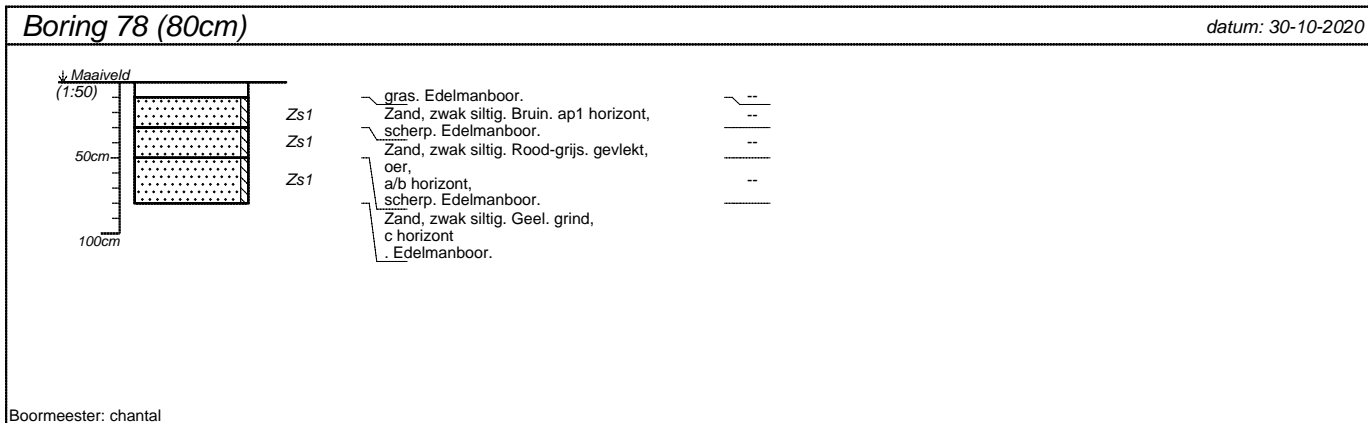 Boring 78 (80cm)
datum: 30-10-2020
Maaiveld
(1:50)
50cm
100cm
Zs1
Zs1
Zs1
gras. Edelmanboor.
Zand, zwak siltig. Bruin. ap1 horizont,
scherp. Edelmanboor.
Zand, zwak siltig. Rood-grijs. gevlekt,
oer,
a/b horizont,
scherp. Edelmanboor.
Zand, zwak siltig. Geel. grind,
c horizont
. Edelmanboor.
--
--
--
--
Boormeester: chantal